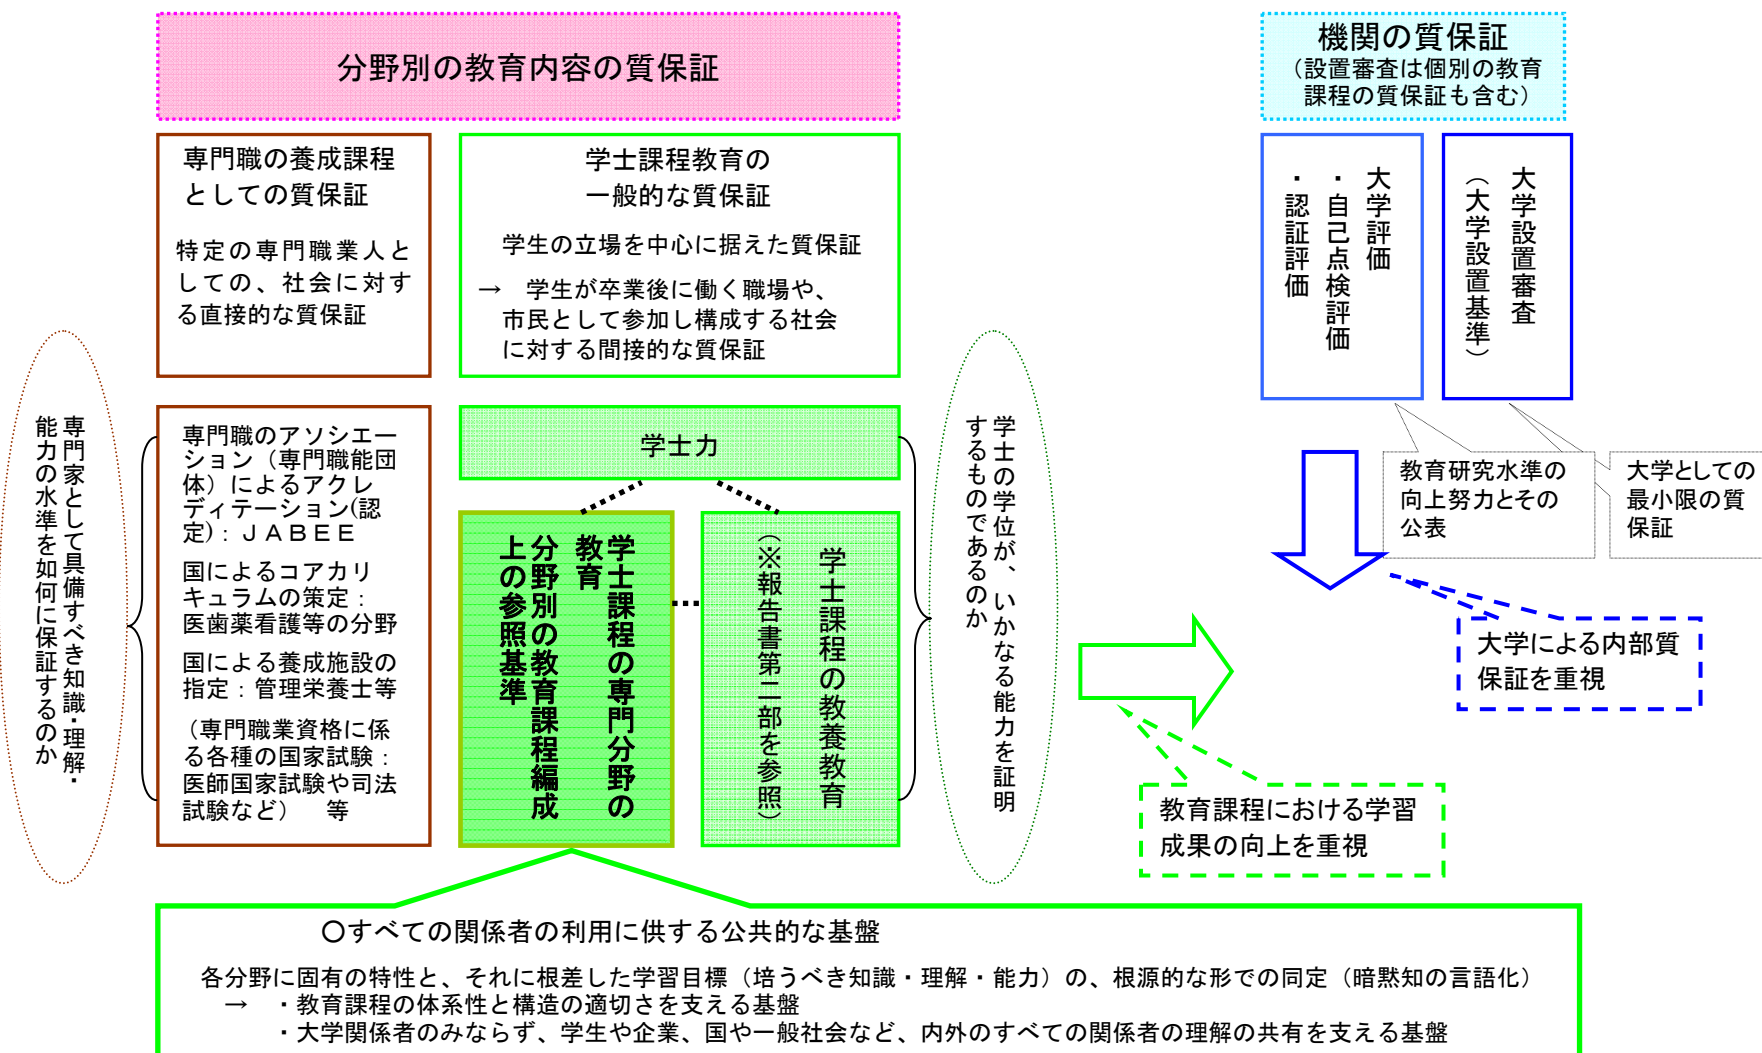 分野別の教育内容の質保証
機関の質保証
（設置審査は個別の教育
課程の質保証も含む）
専門職の養成課程
としての質保証
特定の専門職業人と
しての、社会に対す
る直接的な質保証
学士課程教育の
一般的な質保証
学生の立場を中心に据えた質保証
→　学生が卒業後に働く職場や、
市民として参加し構成する社会
に対する間接的な質保証
大学評価
・自己点検評価
・認証評価
大学設置審査
（大学設置基準）
専門家として具備すべき知識・理解・
能力の水準を如何に保証するのか
専門職のアソシエー
ション（専門職能団
体）によるアクレ
ディテーション(認
定)：ＪＡＢＥＥ
国によるコアカリ
キュラムの策定：
医歯薬看護等の分野
国による養成施設の
指定：管理栄養士等
（専門職業資格に係
る各種の国家試験：
医師国家試験や司法
試験など）　等
学士力
学士課程の専門分野の
教育
分野別の教育課程編成
上の参照基準
学士課程の教養教育
（※報告書第二部を参照）
学士の学位が、いかなる能力を証明
するものであるのか
教育研究水準の
向上努力とその
公表
大学としての
最小限の質
保証
大学による内部質
保証を重視
教育課程における学習
成果の向上を重視
○すべての関係者の利用に供する公共的な基盤
各分野に固有の特性と、それに根差した学習目標（培うべき知識・理解・能力）の、根源的な形での同定（暗黙知の言語化）
→　・教育課程の体系性と構造の適切さを支える基盤
・大学関係者のみならず、学生や企業、国や一般社会など、内外のすべての関係者の理解の共有を支える基盤